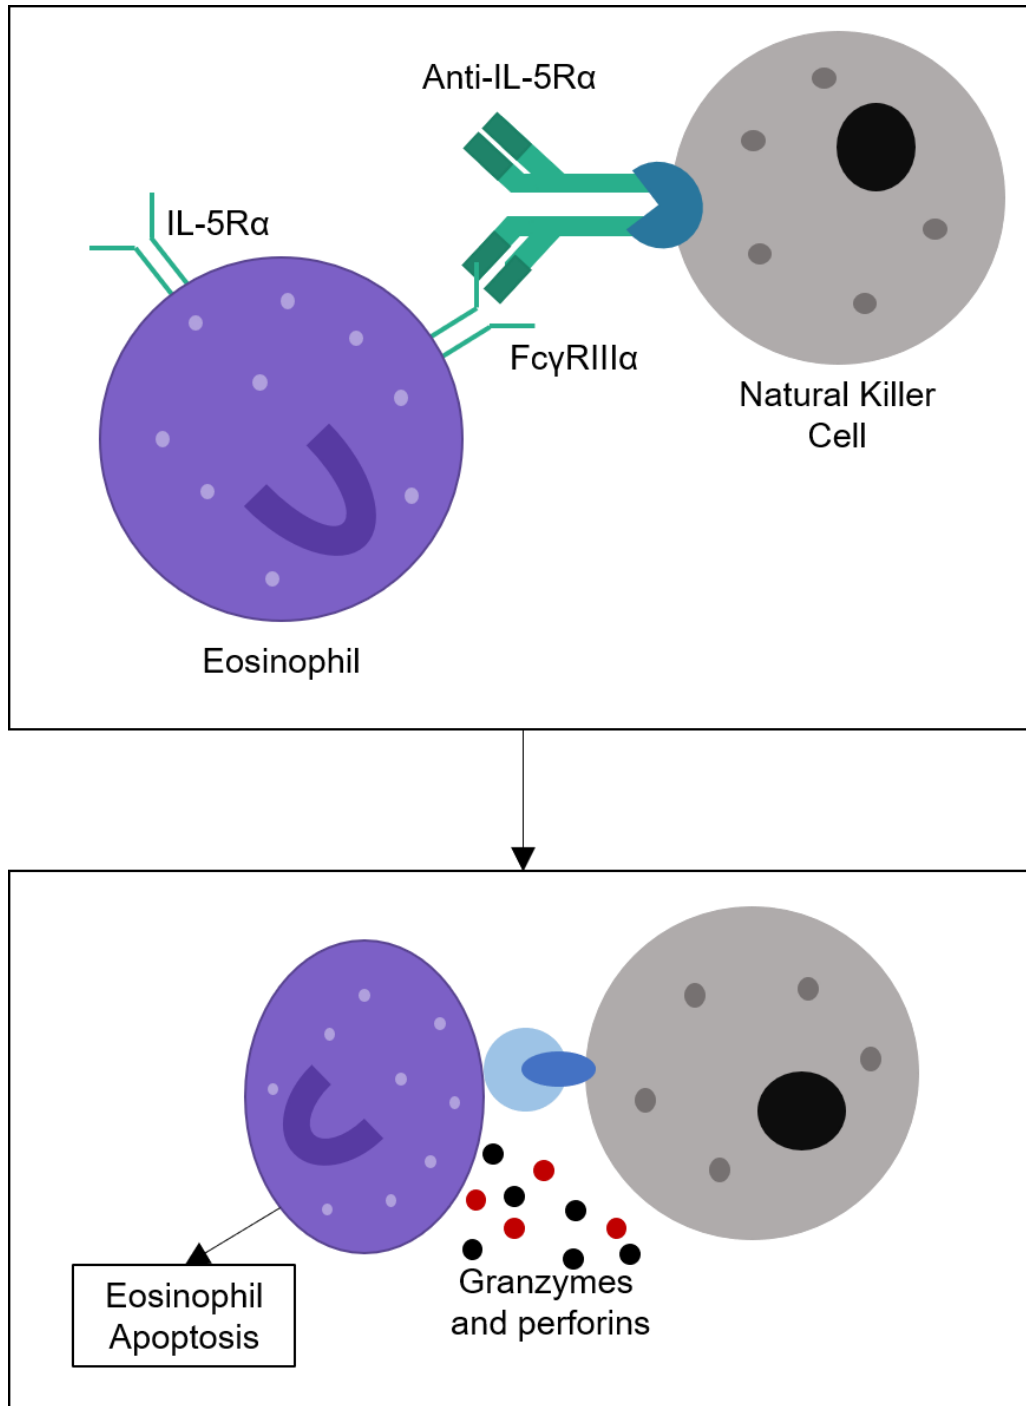 Anti-IL-5Rα
IL-5Rα
FcγRIIIα
Natural Killer
Cell
Eosinophil
Granzymes
and perforins
Eosinophil
Apoptosis